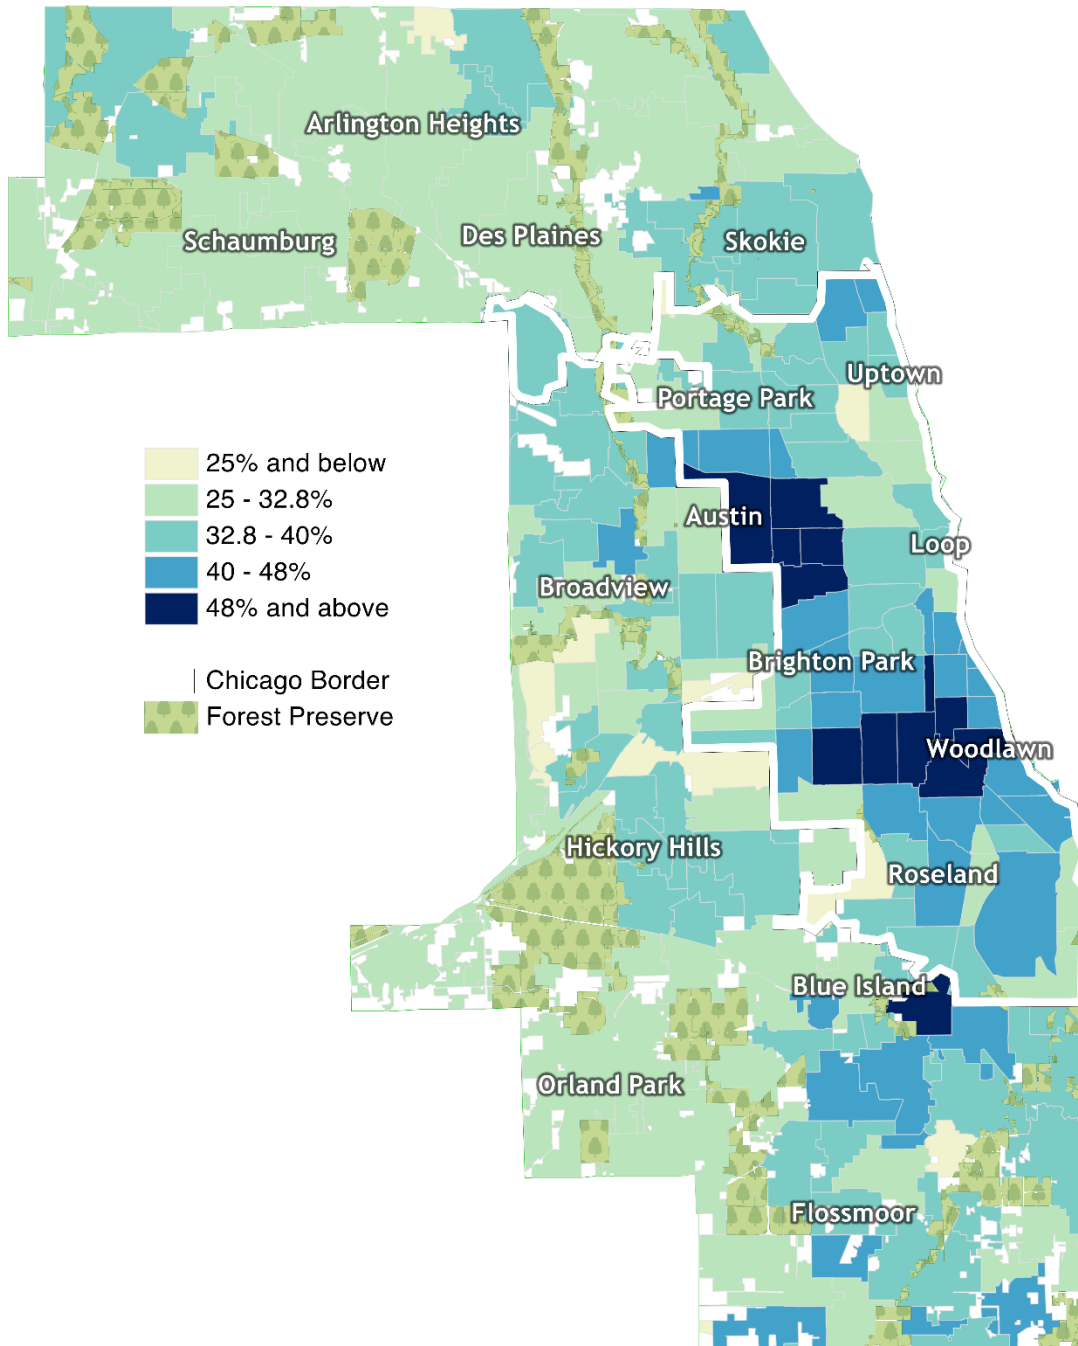 Arlington Heights
Schaumburg
Des Plaines
Skokie
Uptown
Portage Park
25% and below
25 - 32.8%
32.8 - 40%
40 - 48%
48% and above
Austin
Loop
Broadview
Brighton Park
Chicago Border
Forest Preserve
Woodlawn
Hickory Hills
Roseland
Blue Island
Orland Park
Flossmoor